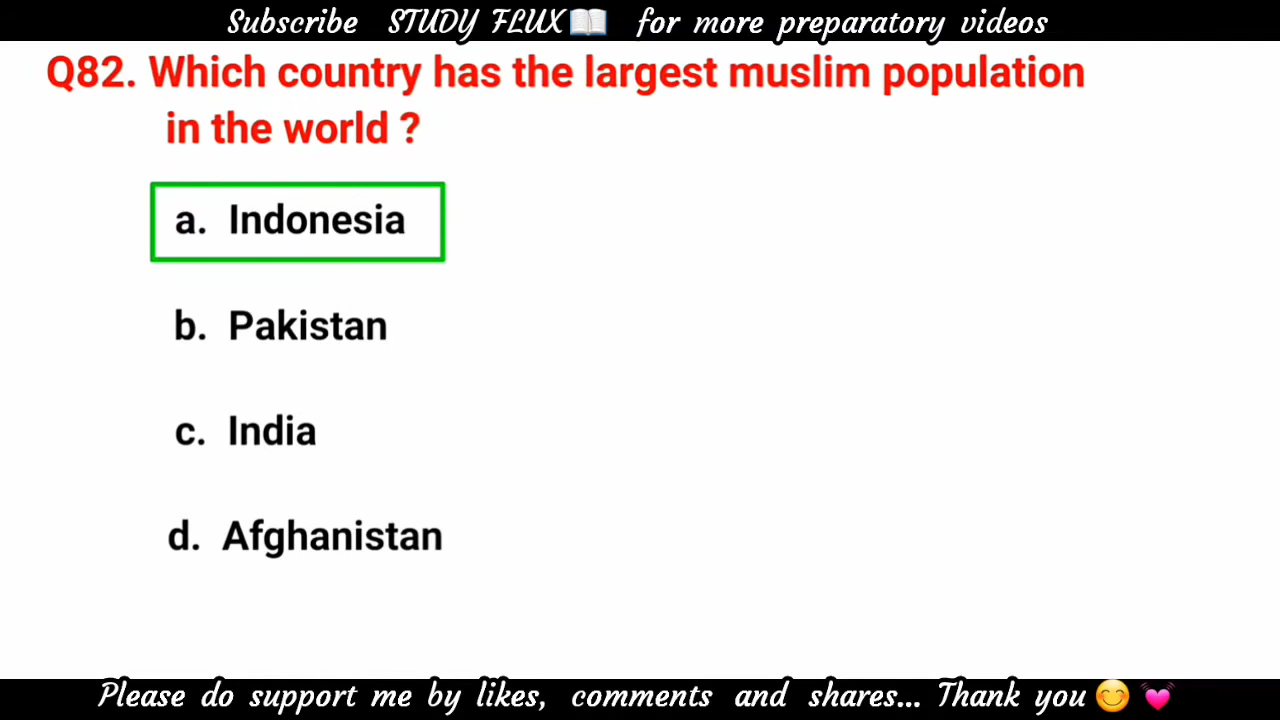 Subscribe STUDY FLUX📖 for more preparatory videos
Q82. Which country has the largest muslim population
in the world ?
a. Indonesia
b. Pakistan
c. India
d. Afghanistan
Please do support me by likes, comments and shares... Thank you 😊 💓